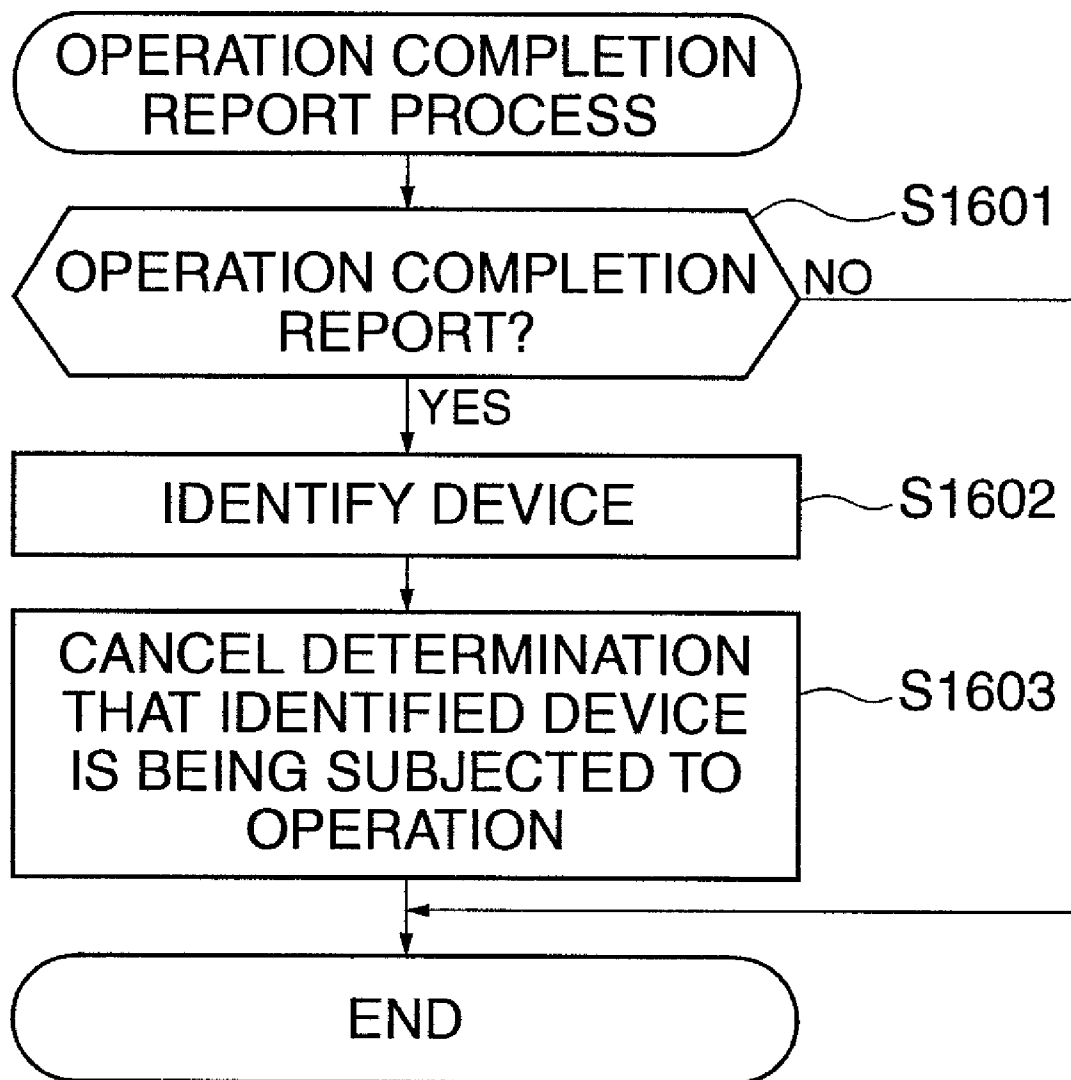 OPERATION COMPLETION
REPORT PROCESS
S1601
OPERATION COMPLETION
REPORT?
NO
YES
IDENTIFY DEVICE
S1602
CANCEL DETERMINATION
THAT IDENTIFIED DEVICE
IS BEING SUBJECTED TO
OPERATION
S1603
END